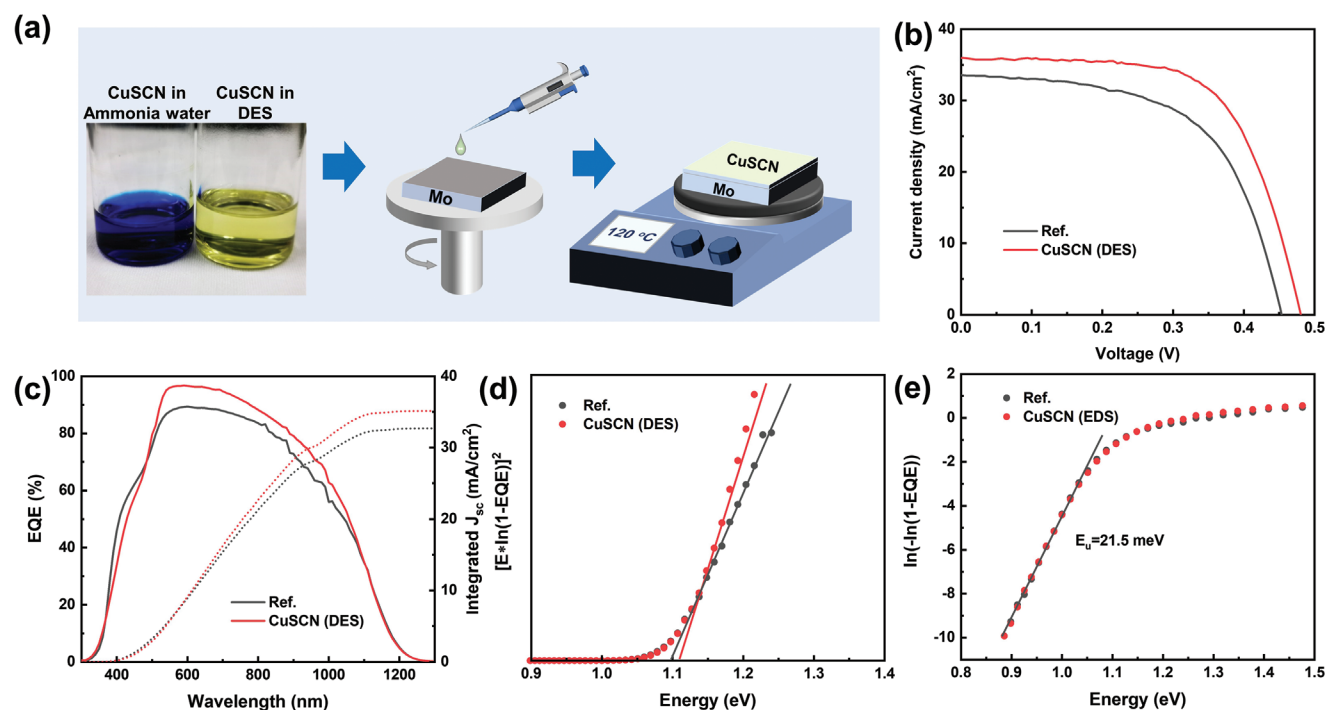 (a)
CuSCN in
Ammonia water
CuSCN in
DES
Mo
CuSCN
Mo
120 °C
(b)
Current density (mA/cm²)
40
30
20
10
0
0.0 0.1 0.2 0.3 0.4 0.5
Voltage (V)
Ref.
CuSCN (DES)
(c)
EQE (%)
100
80
60
40
20
0
400 600 800 1000 1200
Wavelength (nm)
40
30
20
10
0
Integrated Jsc (mA/cm²)
Ref.
CuSCN (DES)
(d)
[E*ln(1-EQE)]²
Ref.
CuSCN (DES)
0.9 1.0 1.1 1.2 1.3 1.4
Energy (eV)
(e)
ln(-ln(1-EQE))
2
0
-2
-4
-6
-8
-10
Ref.
CuSCN (EDS)
Eu=21.5 meV
0.8 0.9 1.0 1.1 1.2 1.3 1.4 1.5
Energy (eV)